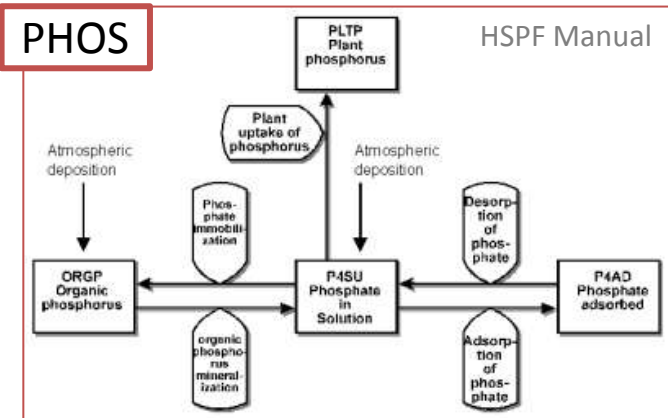 PHOS
HSPF Manual
PLTP
Plant
phosphorus
Plant
uptake of
phosphorus
Atmospheric
deposition
Atmospheric
deposition
Phos-
phate
immobili-
zation
Desorp-
tion
of
phos-
phate
ORGP
Organic
phosphorus
P4SU
Phosphate
in
Solution
P4AD
Phosphate
adsorbed
organic
phospho-
rus
mineral-
ization
Adsorp-
tion of
phos-
phate